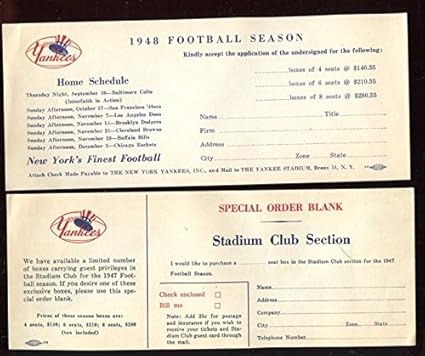 Yankees
1948 FOOTBALL SEASON
Kindly accept the application of the undersigned for the following:
Home Schedule
Thursday Night, September 16—Baltimore Colts
(Interfaith in Action)
Sunday Afternoon, October 17—San Francisco '49ers
Sunday Afternoon, November 7—Los Angeles Dons
Sunday Afternoon, November 11—Brooklyn Dodgers
Sunday Afternoon, November 21—Cleveland Browns
Sunday Afternoon, November 28—Buffalo Bills
Sunday Afternoon, December 5—Chicago Rockets
New York's Finest Football
..........boxes of 4 seats @ $140.35
..........boxes of 6 seats @ $210.35
..........boxes of 8 seats @ $280.35
Name Title
Firm
Address
City Zone State
Attach Check Made Payable to THE NEW YORK YANKEES, INC., and Mail to THE YANKEE STADIUM, Bronx 51, N. Y.
Yankees
We have available a limited number
of boxes carrying guest privileges in
the Stadium Club for the 1947 Foot-
ball season. If you desire one of these
exclusive boxes, please use this spe-
cial order blank.
Prices of these season boxes are:
4 seats, $140; 6 seats, $210; 8 seats, $280
(tax included)
SPECIAL ORDER BLANK
Stadium Club Section
I would like to purchase a ..........seat box in the Stadium Club section for the 1947
Football Season.
Check enclosed
Bill me
Note: Add 35c for postage
and insurance if you wish to
receive your tickets and Sta-
dium Club guest card through
the mail.
Name
Address
Company
City State
Telephone Number